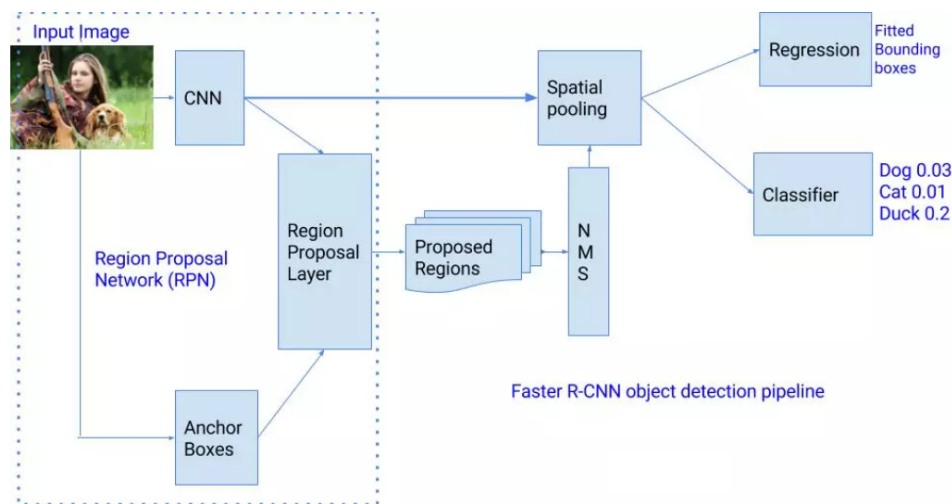 Input Image
CNN
Region Proposal
Network (RPN)
Anchor
Boxes
Region
Proposal
Layer
Proposed
Regions
N
M
S
Spatial
pooling
Regression
Fitted
Bounding
boxes
Classifier
Dog 0.03
Cat 0.01
Duck 0.2
Faster R-CNN object detection pipeline